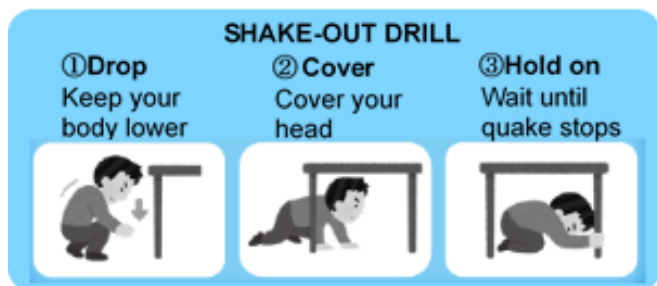 SHAKE-OUT DRILL
①Drop
Keep your
body lower
② Cover
Cover your
head
③Hold on
Wait until
quake stops